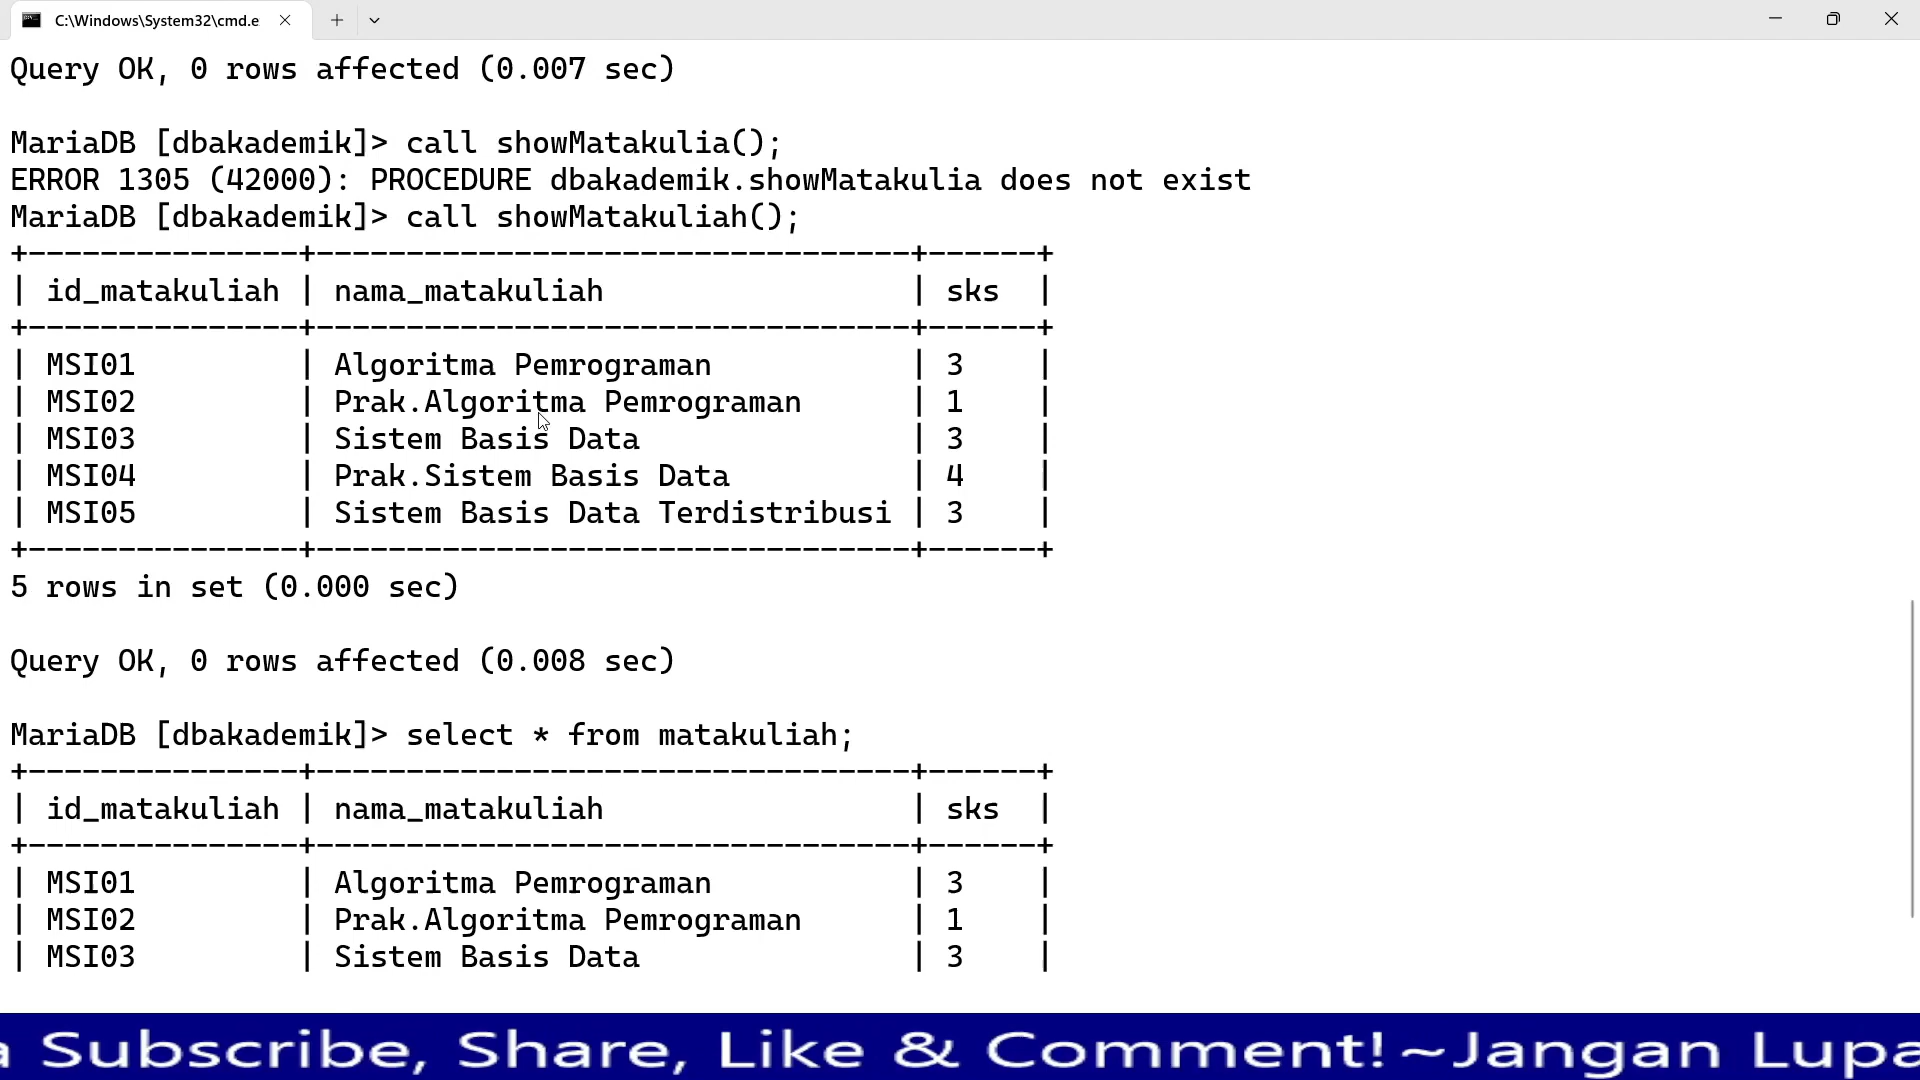 C:\Windows\System32\cmd.e
Query OK, 0 rows affected (0.007 sec)
MariaDB [dbakademik]> call showMatakulia();
ERROR 1305 (42000): PROCEDURE dbakademik.showMatakulia does not exist
MariaDB [dbakademik]> call showMatakuliah();
+---------------+---------------------------------+------+
| id_matakuliah | nama_matakuliah                 | sks  |
+---------------+---------------------------------+------+
| MSI01         | Algoritma Pemrograman           | 3    |
| MSI02         | Prak.Algoritma Pemrograman      | 1    |
| MSI03         | Sistem Basis Data               | 3    |
| MSI04         | Prak.Sistem Basis Data          | 4    |
| MSI05         | Sistem Basis Data Terdistribusi | 3    |
+---------------+---------------------------------+------+
5 rows in set (0.000 sec)
Query OK, 0 rows affected (0.008 sec)
MariaDB [dbakademik]> select * from matakuliah;
+---------------+---------------------------------+------+
| id_matakuliah | nama_matakuliah                 | sks  |
+---------------+---------------------------------+------+
| MSI01         | Algoritma Pemrograman           | 3    |
| MSI02         | Prak.Algoritma Pemrograman      | 1    |
| MSI03         | Sistem Basis Data               | 3    |
a Subscribe, Share, Like & Comment!~Jangan Lupa